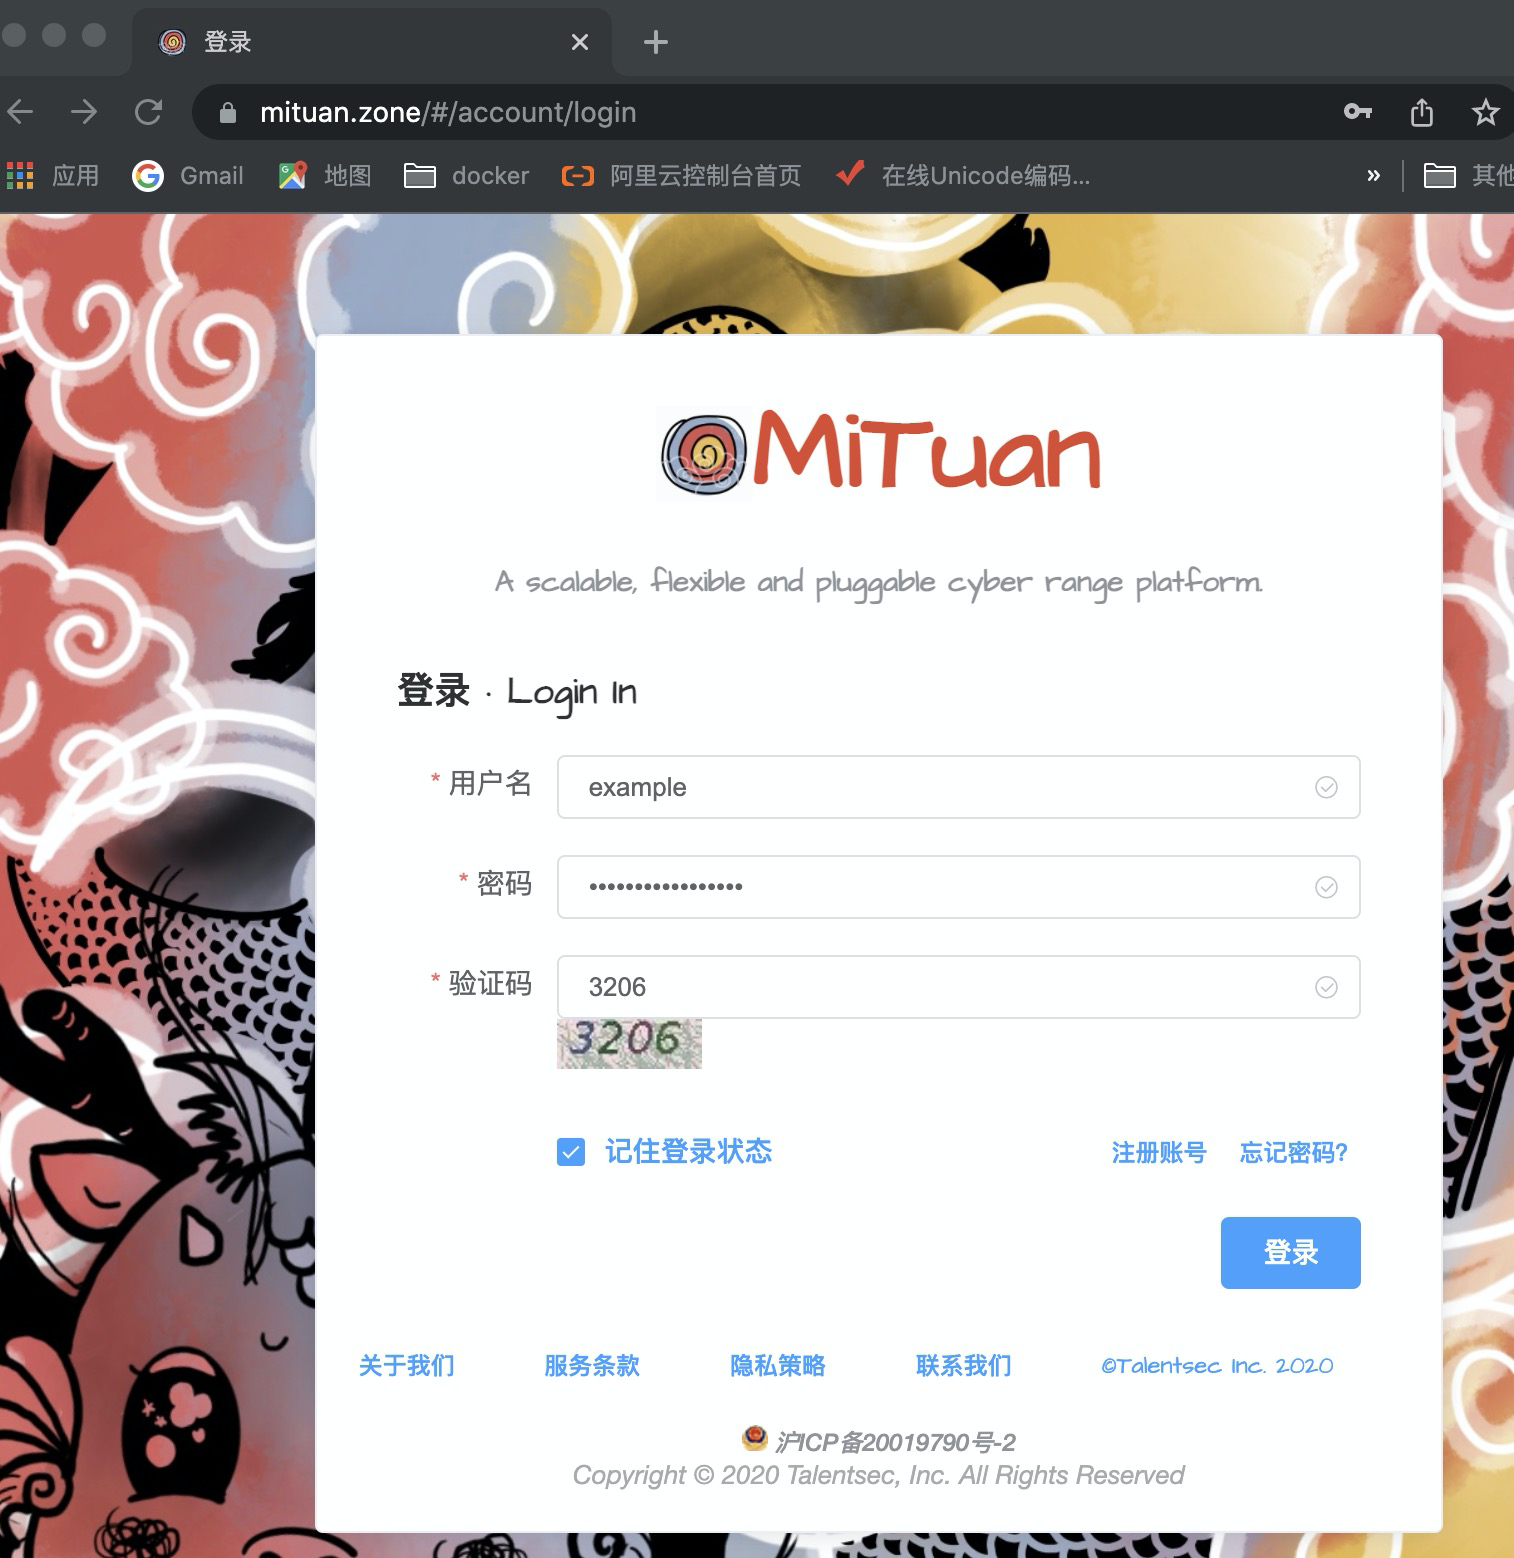 登录
mituan.zone/#/account/login
应用 Gmail 地图 docker 阿里云控制台首页 在线Unicode编码... » 其他
MiTuan
A scalable, flexible and pluggable cyber range platform.
登录 · Login In
* 用户名 example
* 密码 •••••••••••••••••
* 验证码 3206
3206
记住登录状态 注册账号 忘记密码?
登录
关于我们 服务条款 隐私策略 联系我们 ©Talentsec Inc. 2020
沪ICP备20019790号-2
Copyright © 2020 Talentsec, Inc. All Rights Reserved